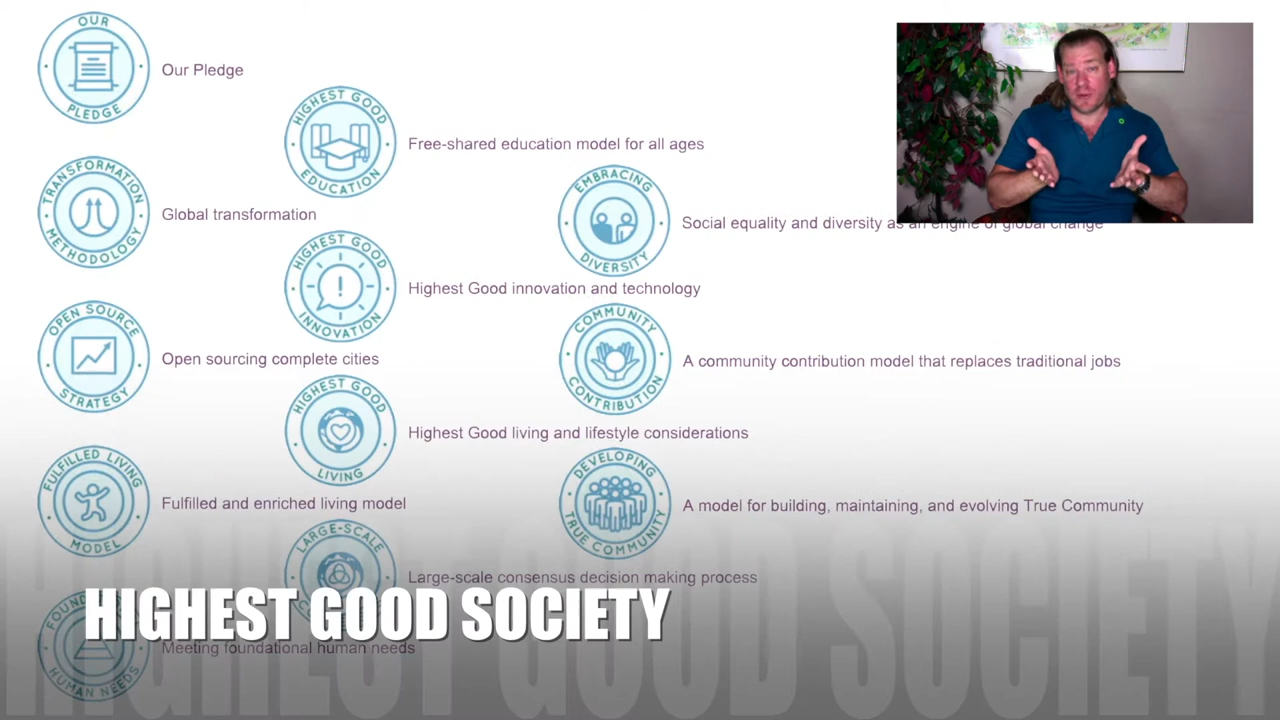 OUR
PLEDGE
Our Pledge
HIGHEST GOOD
EDUCATION
Free-shared education model for all ages
TRANSFORMATION
METHODOLOGY
Global transformation
EMBRACING
DIVERSITY
Social equality and diversity as an engine of global change
HIGHEST GOOD
INNOVATION
Highest Good innovation and technology
OPEN SOURCE
STRATEGY
Open sourcing complete cities
COMMUNITY
CONTRIBUTION
A community contribution model that replaces traditional jobs
HIGHEST GOOD
LIVING
Highest Good living and lifestyle considerations
FULFILLED LIVING
MODEL
Fulfilled and enriched living model
DEVELOPING
TRUE COMMUNITY
A model for building, maintaining, and evolving True Community
LARGE-SCALE
Large-scale consensus decision making process
HIGHEST GOOD SOCIETY
HUMAN NEEDS
Meeting foundational human needs
HIGHEST GOOD SOCIETY